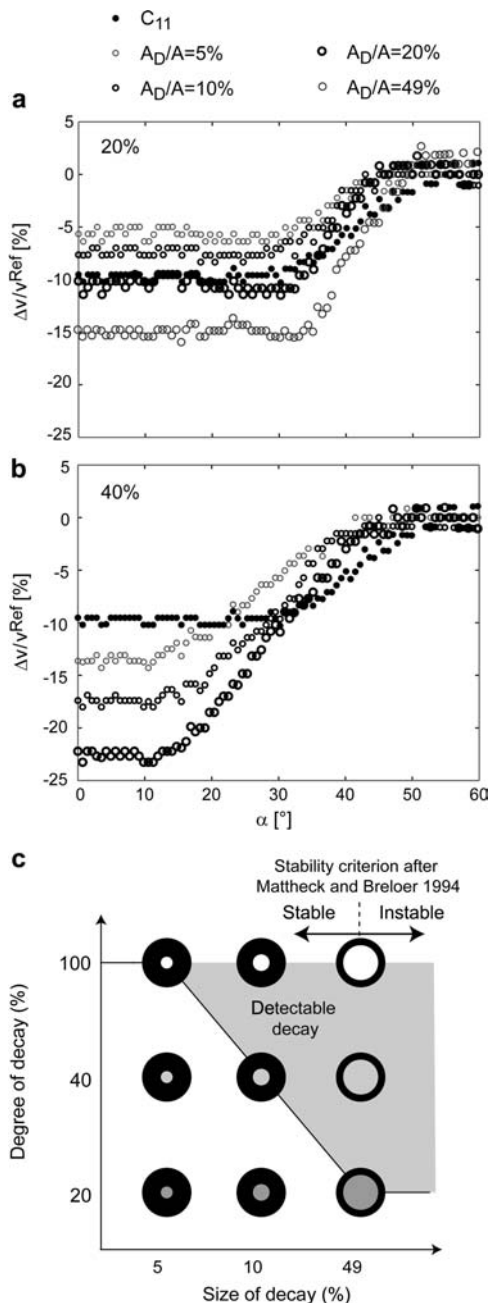 C11
AD/A=5%
AD/A=20%
AD/A=10%
AD/A=49%
a
20%
5
0
-5
-10
-15
-20
-25
Δv/vRef [%]
b
40%
5
0
-5
-10
-15
-20
-25
Δv/vRef [%]
0 10 20 30 40 50 60
α [°]
c
Stability criterion after
Mattheck and Breloer 1994
Stable Instable
Detectable
decay
Degree of decay (%)
100
40
20
5 10 49
Size of decay (%)